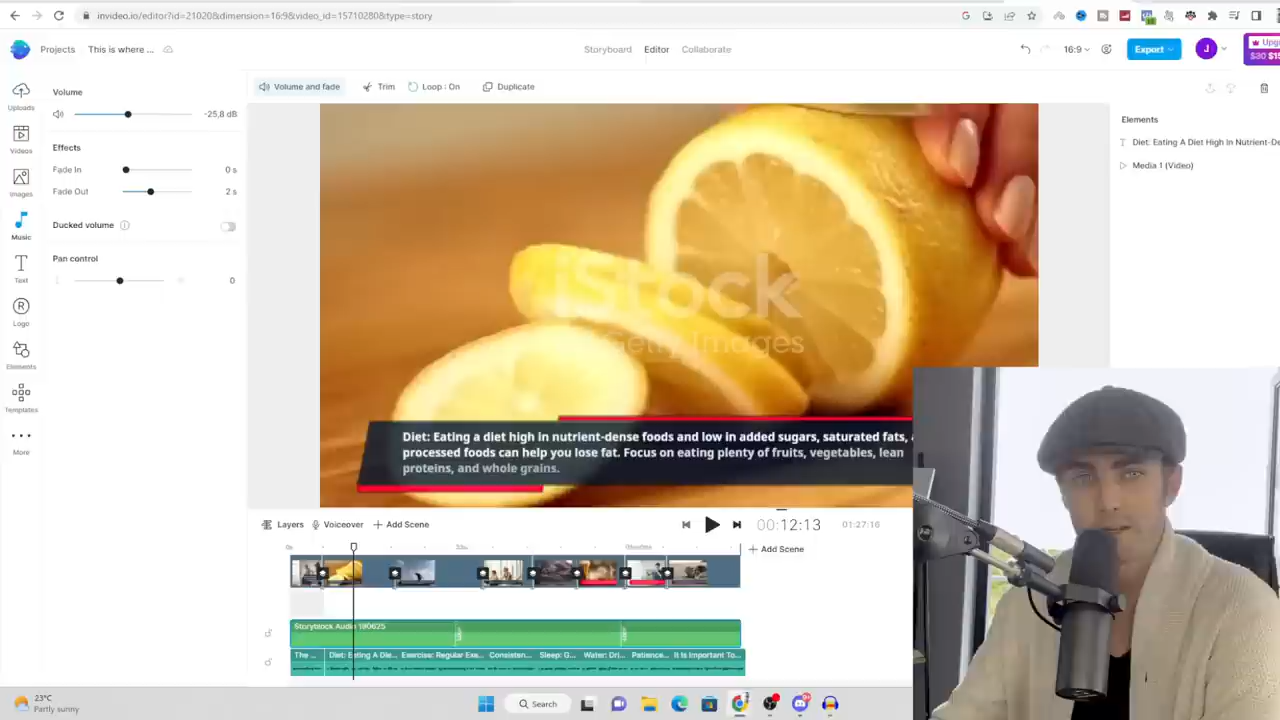 invideo.io/editor?id=21020&dimension=16:9&video_id=15710280&type=story
Projects
This is where ...
Storyboard
Editor
Collaborate
16:9
Export
J
Upg
$30 $15
Uploads
Videos
Images
Music
Text
Logo
Elements
Templates
More
Volume
-25,8 dB
Effects
Fade In
0 s
Fade Out
2 s
Ducked volume
Pan control
0
Volume and fade
Trim
Loop : On
Duplicate
iStock
Getty Images
Diet: Eating a diet high in nutrient-dense foods and low in added sugars, saturated fats,
processed foods can help you lose fat. Focus on eating plenty of fruits, vegetables, lean
proteins, and whole grains.
Elements
Diet: Eating A Diet High In Nutrient-De
Media 1 (Video)
Layers
Voiceover
+ Add Scene
00:12:13
01:27:16
+ Add Scene
Storyblock Audio 190625
The ...
Diet: Eating A Die...
Exercise: Regular Exe...
Consisten...
Sleep: G...
Water: Dri...
Patience...
It Is Important To...
23°C
Partly sunny
Search